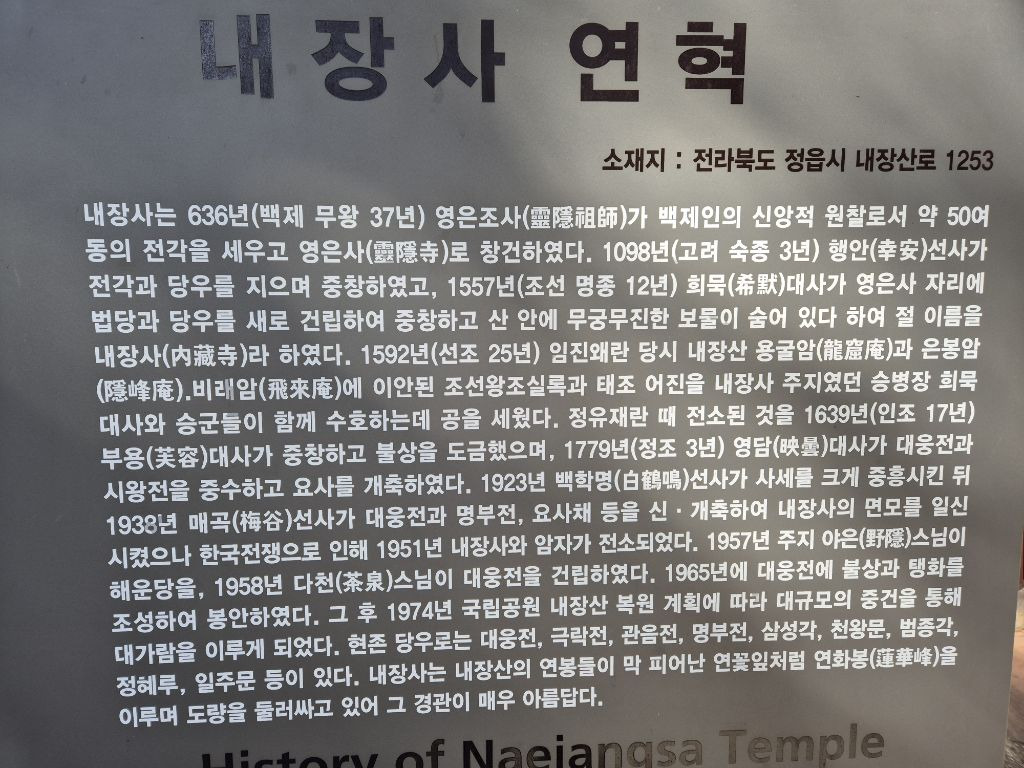 내장사 연혁
소재지 : 전라북도 정읍시 내장산로 1253
내장사는 636년(백제 무왕 37년) 영은조사(靈隱祖師)가 백제인의 신앙적 원찰로서 약 50여
동의 전각을 세우고 영은사(靈隱寺)로 창건하였다. 1098년(고려 숙종 3년) 행안(幸安)선사가
전각과 당우를 지으며 중창하였고, 1557년(조선 명종 12년) 희묵(希默)대사가 영은사 자리에
법당과 당우를 새로 건립하여 중창하고 산 안에 무궁무진한 보물이 숨어 있다 하여 절 이름을
내장사(內藏寺)라 하였다. 1592년(선조 25년) 임진왜란 당시 내장산 용굴암(龍窟庵)과 은봉암
(隱峰庵).비래암(飛來庵)에 이안된 조선왕조실록과 태조 어진을 내장사 주지였던 승병장 희묵
대사와 승군들이 함께 수호하는데 공을 세웠다. 정유재란 때 전소된 것을 1639년(인조 17년)
부용(芙容)대사가 중창하고 불상을 도금했으며, 1779년(정조 3년) 영담(映曇)대사가 대웅전과
시왕전을 중수하고 요사를 개축하였다. 1923년 백학명(白鶴鳴)선사가 사세를 크게 중흥시킨 뒤
1938년 매곡(梅谷)선사가 대웅전과 명부전, 요사채 등을 신·개축하여 내장사의 면모를 일신
시켰으나 한국전쟁으로 인해 1951년 내장사와 암자가 전소되었다. 1957년 주지 야은(野隱)스님이
해운당을, 1958년 다천(茶泉)스님이 대웅전을 건립하였다. 1965년에 대웅전에 불상과 탱화를
조성하여 봉안하였다. 그 후 1974년 국립공원 내장산 복원 계획에 따라 대규모의 중건을 통해
대가람을 이루게 되었다. 현존 당우로는 대웅전, 극락전, 관음전, 명부전, 삼성각, 천왕문, 범종각,
정혜루, 일주문 등이 있다. 내장사는 내장산의 연봉들이 막 피어난 연꽃잎처럼 연화봉(蓮華峰)을
이루며 도량을 둘러싸고 있어 그 경관이 매우 아름답다.
History of Naejangsa Temple